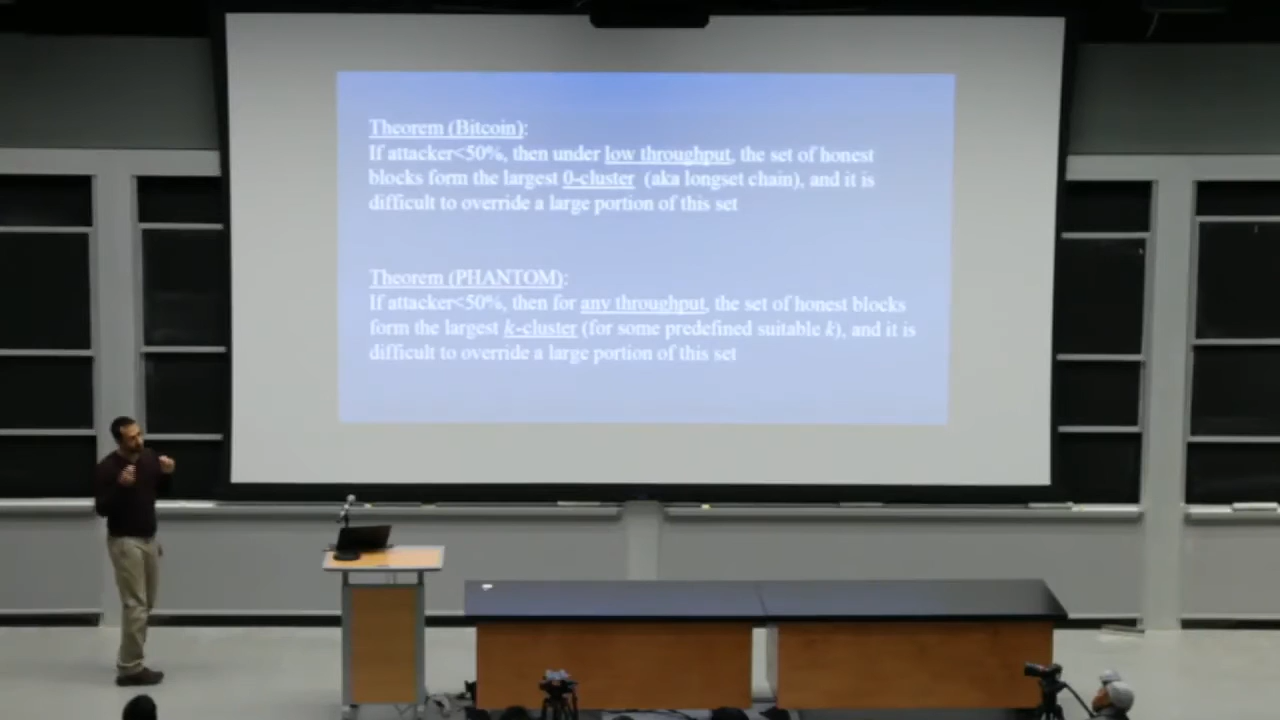 Theorem (Bitcoin):
If attacker<50%, then under low throughput, the set of honest
blocks form the largest 0-cluster (aka longset chain), and it is
difficult to override a large portion of this set
Theorem (PHANTOM):
If attacker<50%, then for any throughput, the set of honest blocks
form the largest k-cluster (for some predefined suitable k), and it is
difficult to override a large portion of this set